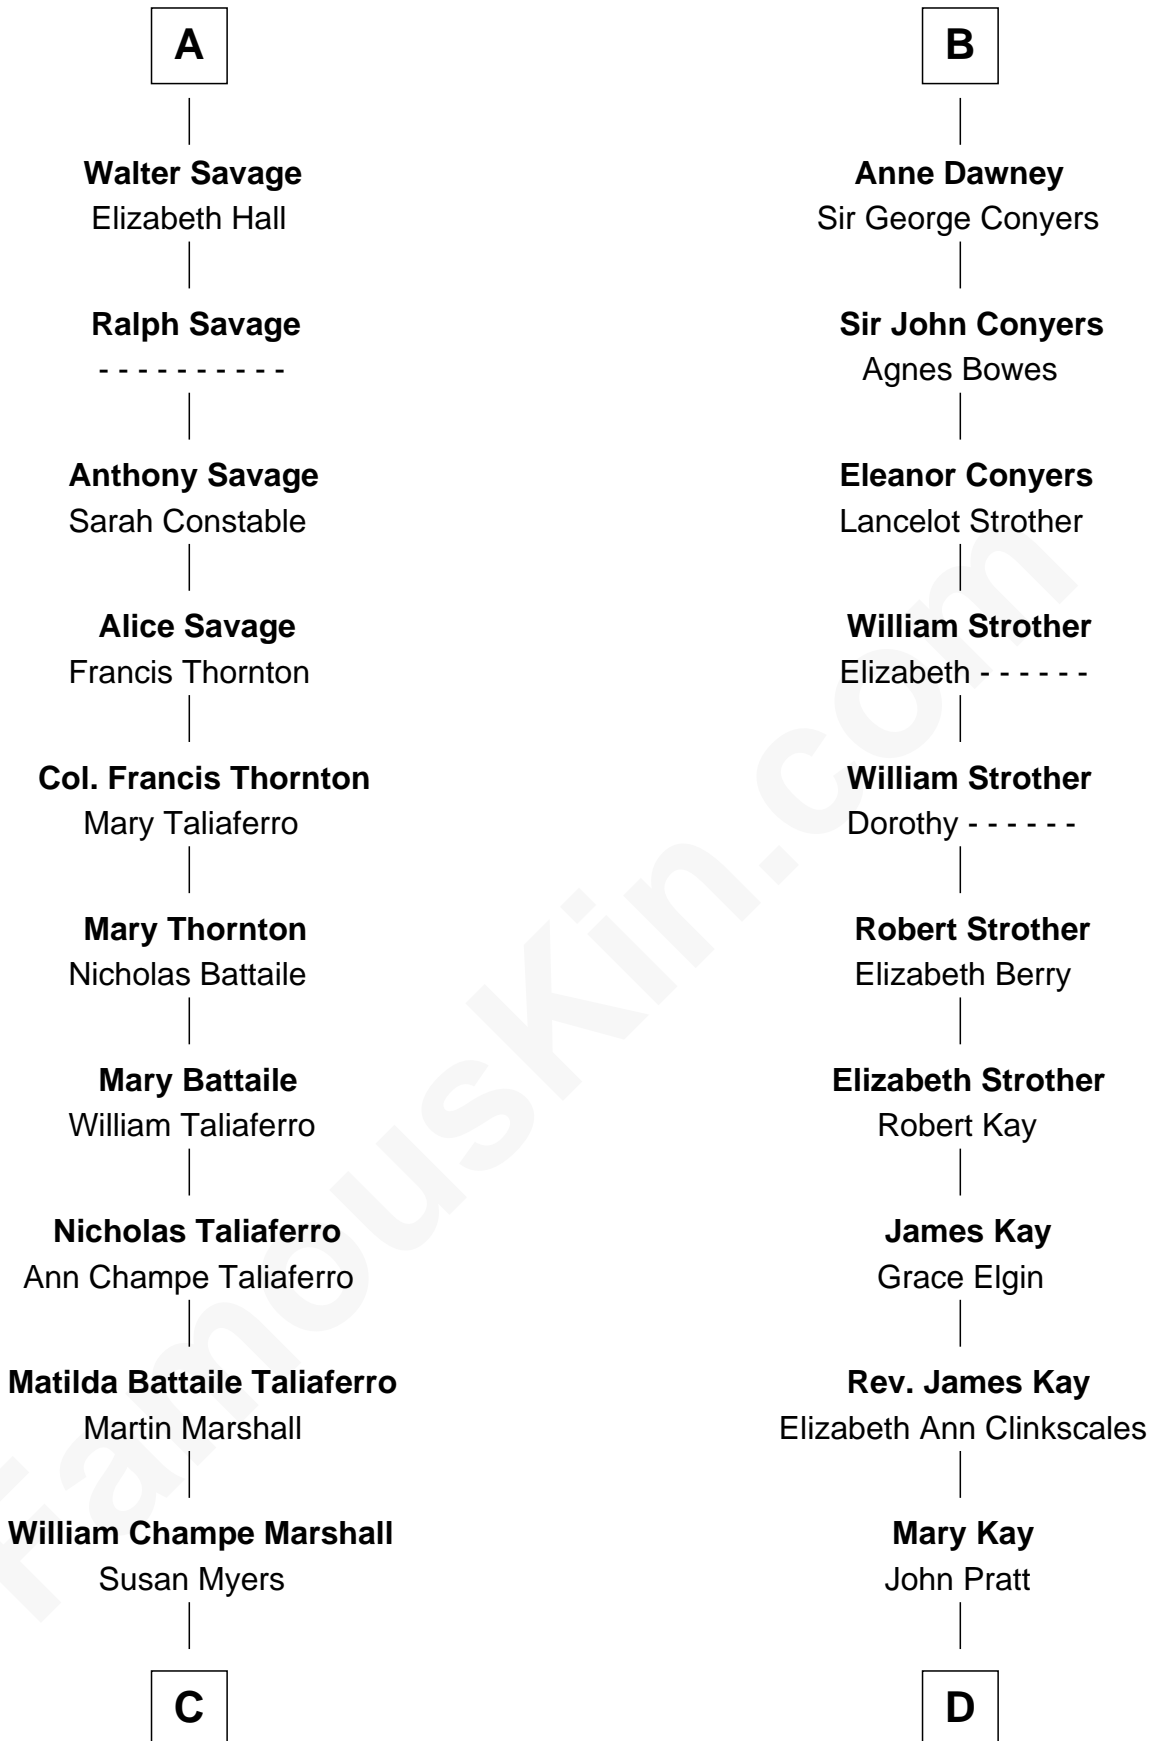 A
Walter Savage
Elizabeth Hall
Ralph Savage
- - - - - - - - - -
Anthony Savage
Sarah Constable
Alice Savage
Francis Thornton
Col. Francis Thornton
Mary Taliaferro
Mary Thornton
Nicholas Battaile
Mary Battaile
William Taliaferro
Nicholas Taliaferro
Ann Champe Taliaferro
Matilda Battaile Taliaferro
Martin Marshall
William Champe Marshall
Susan Myers
C
B
Anne Dawney
Sir George Conyers
Sir John Conyers
Agnes Bowes
Eleanor Conyers
Lancelot Strother
William Strother
Elizabeth - - - - - -
William Strother
Dorothy - - - - - -
Robert Strother
Elizabeth Berry
Elizabeth Strother
Robert Kay
James Kay
Grace Elgin
Rev. James Kay
Elizabeth Ann Clinkscales
Mary Kay
John Pratt
D
FamousKin.com